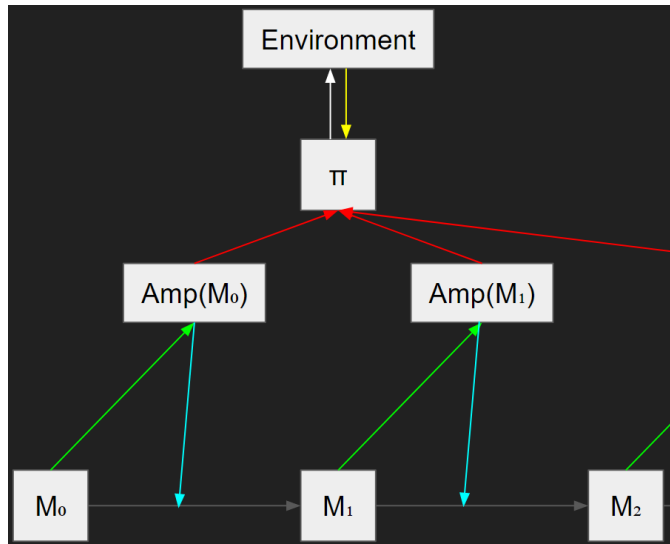 Environment
π
Amp(M₀)
Amp(M₁)
M₀
M₁
M₂